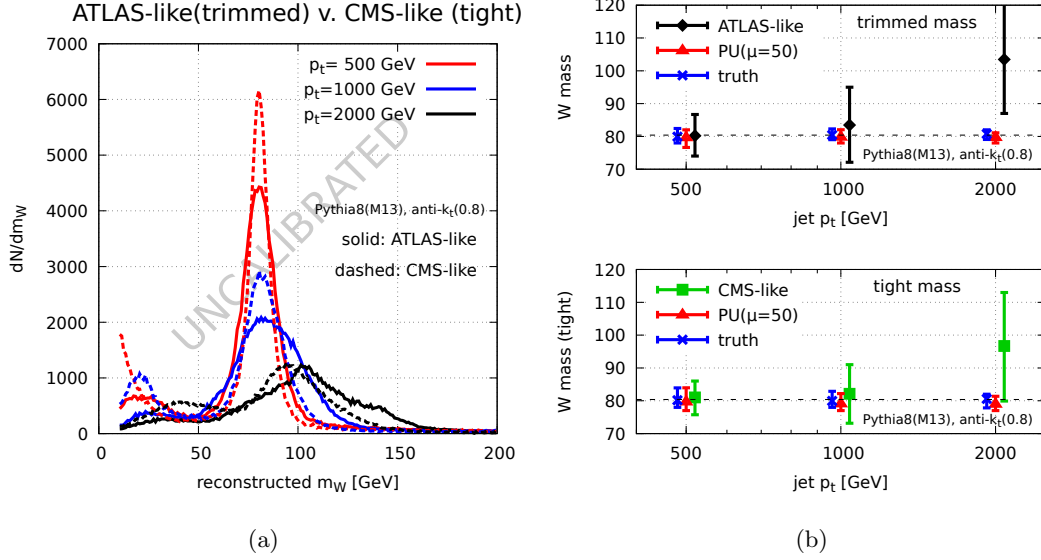 ATLAS-like(trimmed) v. CMS-like (tight)
dN/dm_W
7000
6000
5000
4000
3000
2000
1000
0
p_t= 500 GeV
p_t=1000 GeV
p_t=2000 GeV
UNCALIBRATED
Pythia8(M13), anti-k_t(0.8)
solid: ATLAS-like
dashed: CMS-like
0 50 100 150 200
reconstructed m_W [GeV]
(a)
W mass
120
110
100
90
80
70
ATLAS-like
PU(μ=50)
truth
trimmed mass
Pythia8(M13), anti-k_t(0.8)
500 1000 2000
jet p_t [GeV]
W mass (tight)
120
110
100
90
80
70
CMS-like
PU(μ=50)
truth
tight mass
Pythia8(M13), anti-k_t(0.8)
500 1000 2000
jet p_t [GeV]
(b)